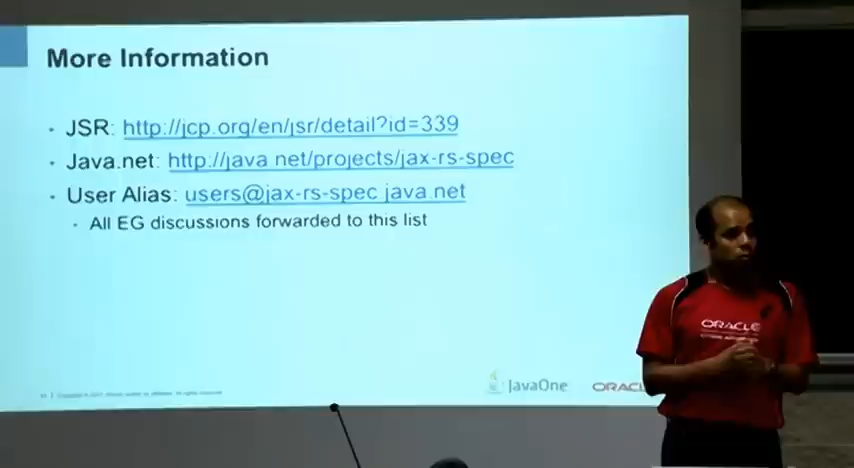 More Information
· JSR: http://jcp.org/en/jsr/detail?id=339
· Java.net: http://java.net/projects/jax-rs-spec
· User Alias: users@jax-rs-spec.java.net
· All EG discussions forwarded to this list
JavaOne
ORACLE